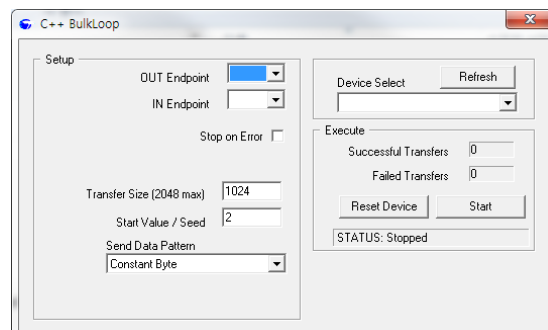 C++ BulkLoop
Setup
OUT Endpoint
IN Endpoint
Stop on Error
Transfer Size (2048 max) 1024
Start Value / Seed 2
Send Data Pattern
Constant Byte
Device Select Refresh
Execute
Successful Transfers 0
Failed Transfers 0
Reset Device Start
STATUS: Stopped